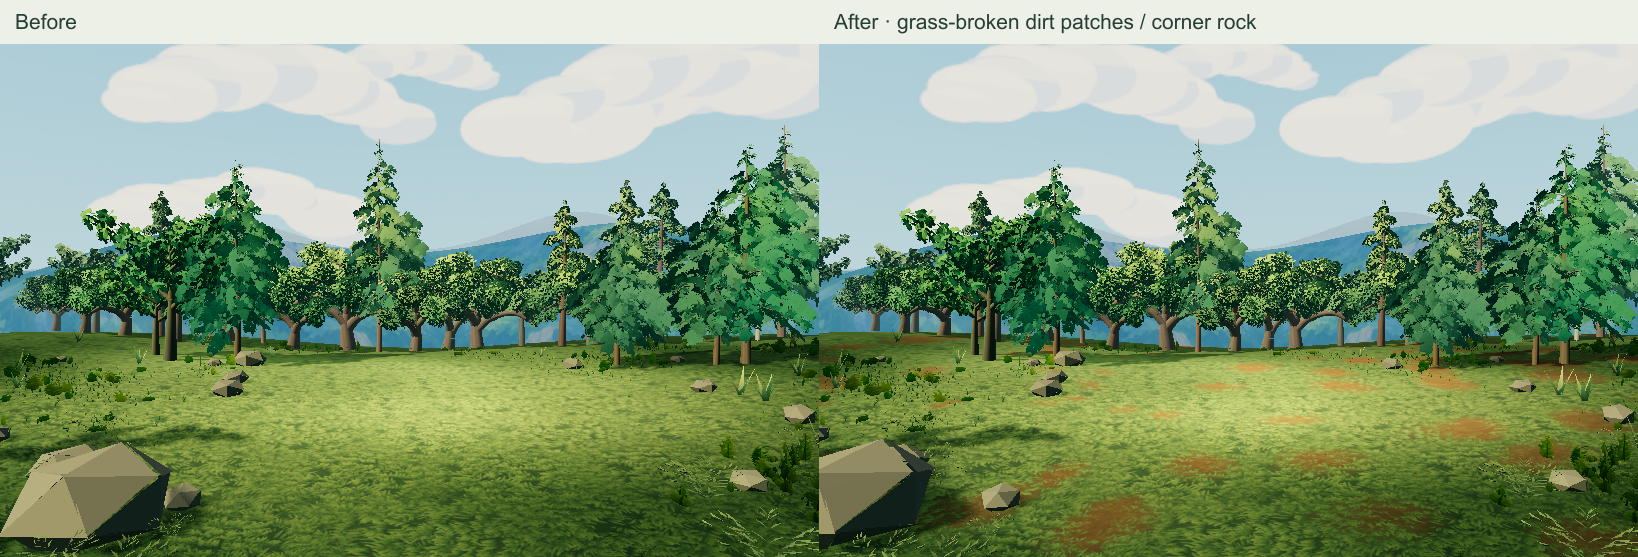 Before
After · grass-broken dirt patches / corner rock